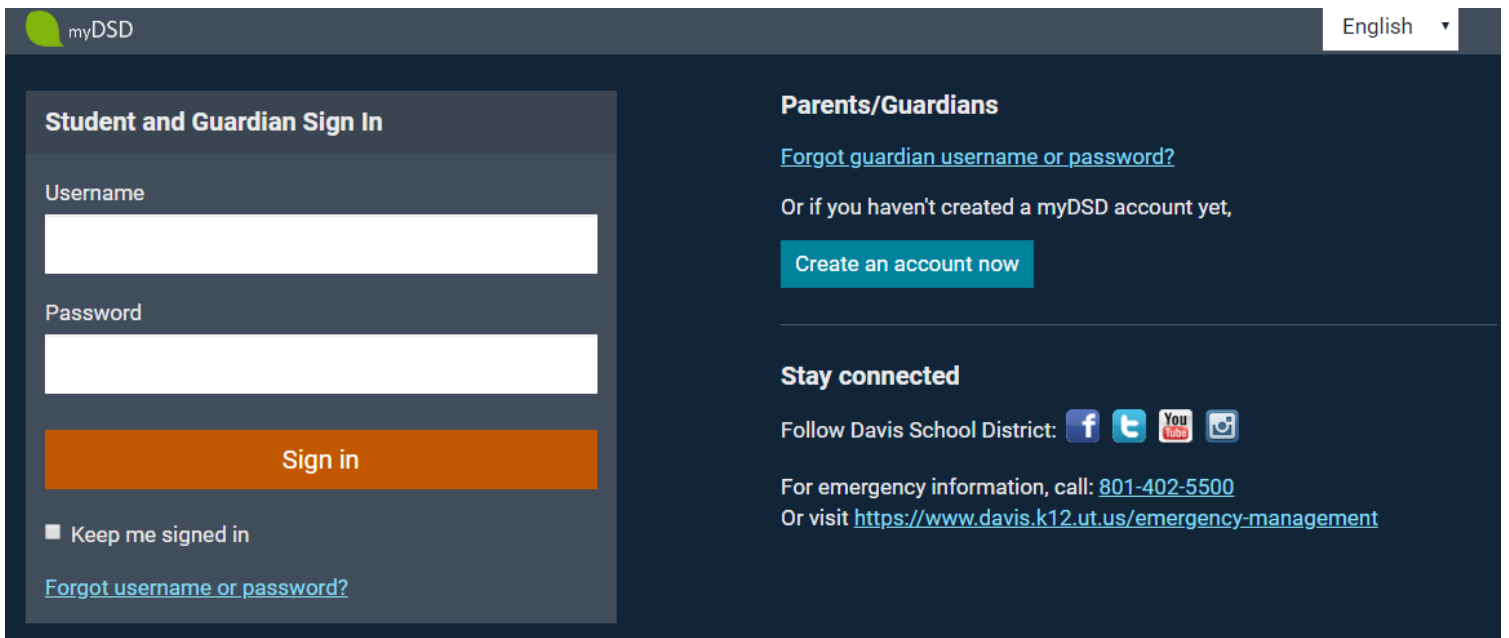 myDSD
English
Student and Guardian Sign In
Username
Password
Sign in
Keep me signed in
Forgot username or password?
Parents/Guardians
Forgot guardian username or password?
Or if you haven't created a myDSD account yet,
Create an account now
Stay connected
Follow Davis School District: f t You Tube
For emergency information, call: 801-402-5500
Or visit https://www.davis.k12.ut.us/emergency-management